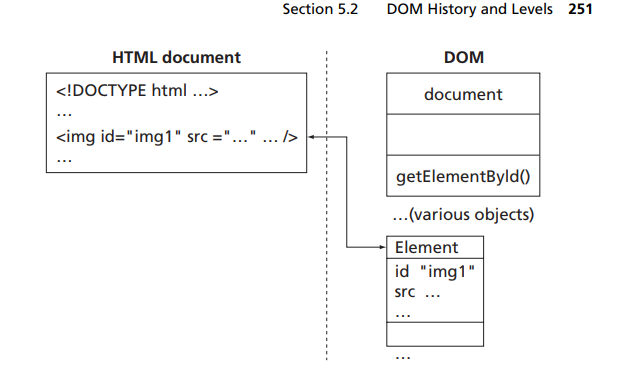 Section 5.2 DOM History and Levels 251
HTML document
<!DOCTYPE html ...>
...
<img id="img1" src ="..." ... />
...
DOM
document
getElementById()
...(various objects)
Element
id "img1"
src ...
...
...